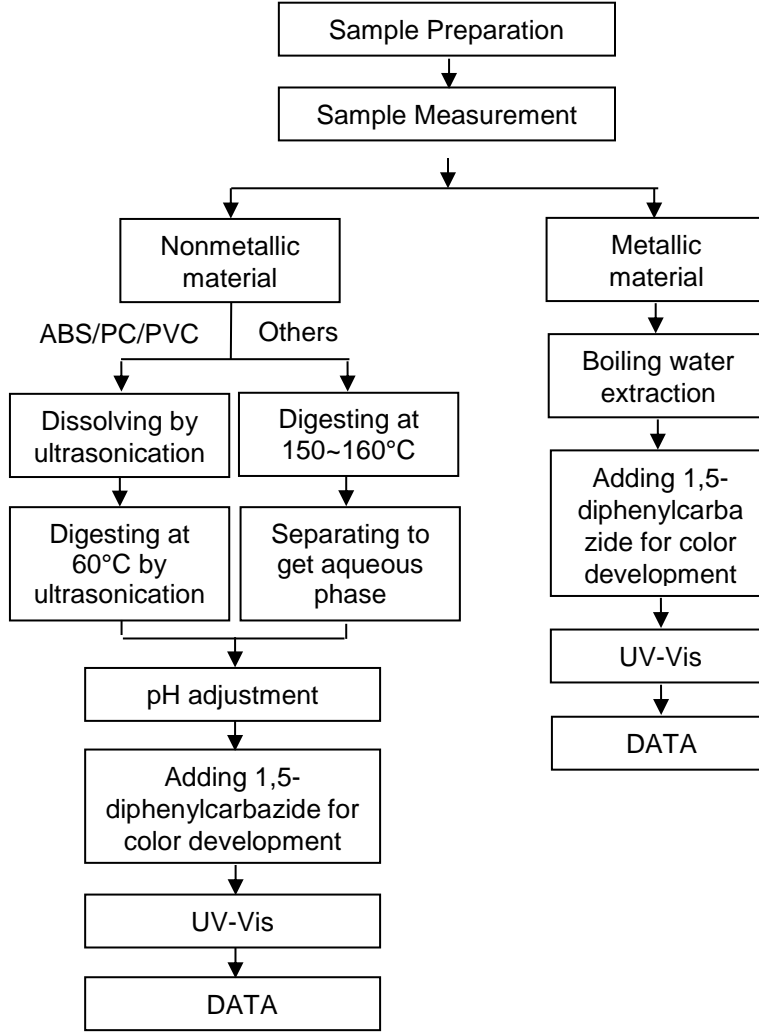 Sample Preparation
Sample Measurement
Nonmetallic
material
ABS/PC/PVC
Others
Dissolving by
ultrasonication
Digesting at
150~160°C
Digesting at
60°C by
ultrasonication
Separating to
get aqueous
phase
pH adjustment
Adding 1,5-
diphenylcarbazide for
color development
UV-Vis
DATA
Metallic
material
Boiling water
extraction
Adding 1,5-
diphenylcarba
zide for color
development
UV-Vis
DATA